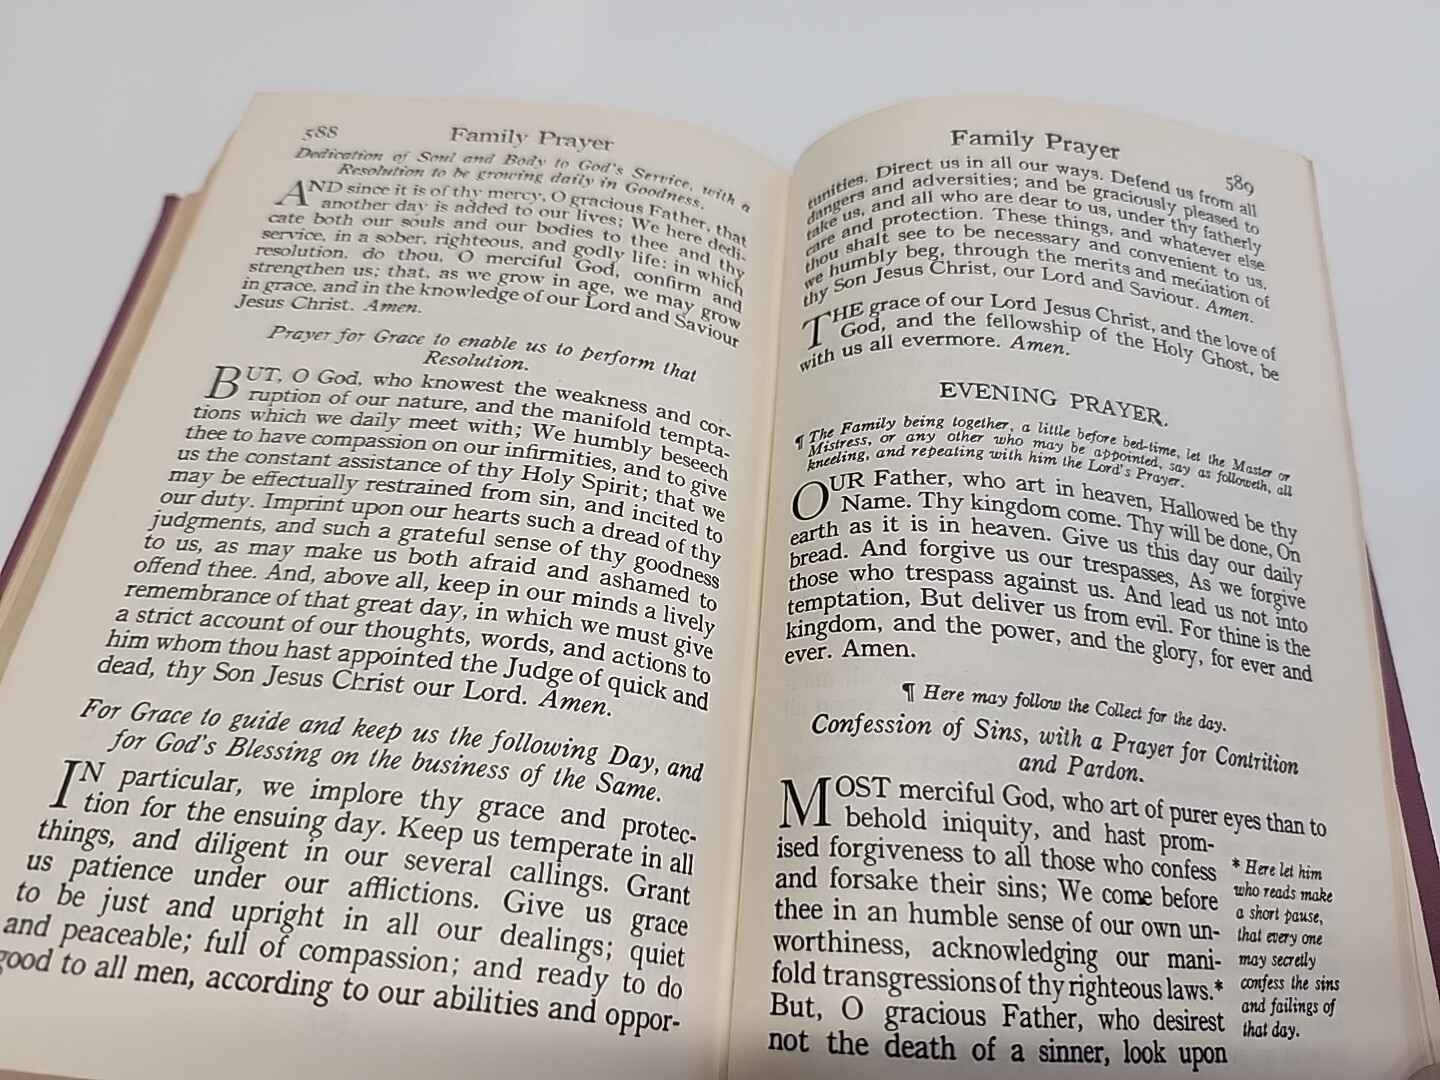 588
Family Prayer
Dedication of Soul and Body to God's Service, with a
Resolution to be growing daily in Goodness.
AND since it is of thy mercy, O gracious Father, that
another day is added to our lives; We here dedi-
cate both our souls and our bodies to thee and thy
service, in a sober, righteous, and godly life: in which
resolution, do thou, O merciful God, confirm and
strengthen us; that, as we grow in age, we may grow
in grace, and in the knowledge of our Lord and Saviour
Jesus Christ. Amen.
Prayer for Grace to enable us to perform that
Resolution.
BUT, O God, who knowest the weakness and cor-
ruption of our nature, and the manifold tempta-
tions which we daily meet with; We humbly beseech
thee to have compassion on our infirmities, and to give
us the constant assistance of thy Holy Spirit; that we
may be effectually restrained from sin, and incited to
our duty. Imprint upon our hearts such a dread of thy
judgments, and such a grateful sense of thy goodness
to us, as may make us both afraid and ashamed to
offend thee. And, above all, keep in our minds a lively
remembrance of that great day, in which we must give
a strict account of our thoughts, words, and actions to
him whom thou hast appointed the Judge of quick and
dead, thy Son Jesus Christ our Lord. Amen.
For Grace to guide and keep us the following Day, and
for God's Blessing on the business of the Same.
IN particular, we implore thy grace and protec-
tion for the ensuing day. Keep us temperate in all
things, and diligent in our several callings. Grant
us patience under our afflictions. Give us grace
to be just and upright in all our dealings; quiet
and peaceable; full of compassion; and ready to do
good to all men, according to our abilities and oppor-
Family Prayer
589
tunities. Direct us in all our ways. Defend us from all
dangers and adversities; and be graciously pleased to
take us, and all who are dear to us, under thy fatherly
care and protection. These things, and whatever else
thou shalt see to be necessary and convenient to us,
we humbly beg, through the merits and mediation of
thy Son Jesus Christ, our Lord and Saviour. Amen.
THE grace of our Lord Jesus Christ, and the love of
God, and the fellowship of the Holy Ghost, be
with us all evermore. Amen.
EVENING PRAYER.
¶ The Family being together, a little before bed-time, let the Master or
Mistress, or any other who may be appointed, say as followeth, all
kneeling, and repeating with him the Lord's Prayer.
OUR Father, who art in heaven, Hallowed be thy
Name. Thy kingdom come. Thy will be done, On
earth as it is in heaven. Give us this day our daily
bread. And forgive us our trespasses, As we forgive
those who trespass against us. And lead us not into
temptation, But deliver us from evil. For thine is the
kingdom, and the power, and the glory, for ever and
ever. Amen.
¶ Here may follow the Collect for the day.
Confession of Sins, with a Prayer for Contrition
and Pardon.
MOST merciful God, who art of purer eyes than to
behold iniquity, and hast prom-
ised forgiveness to all those who confess
and forsake their sins; We come before
thee in an humble sense of our own un-
worthiness, acknowledging our mani-
fold transgressions of thy righteous laws.*
But, O gracious Father, who desirest
not the death of a sinner, look upon
* Here let him
who reads make
a short pause,
that every one
may secretly
confess the sins
and failings of
that day.